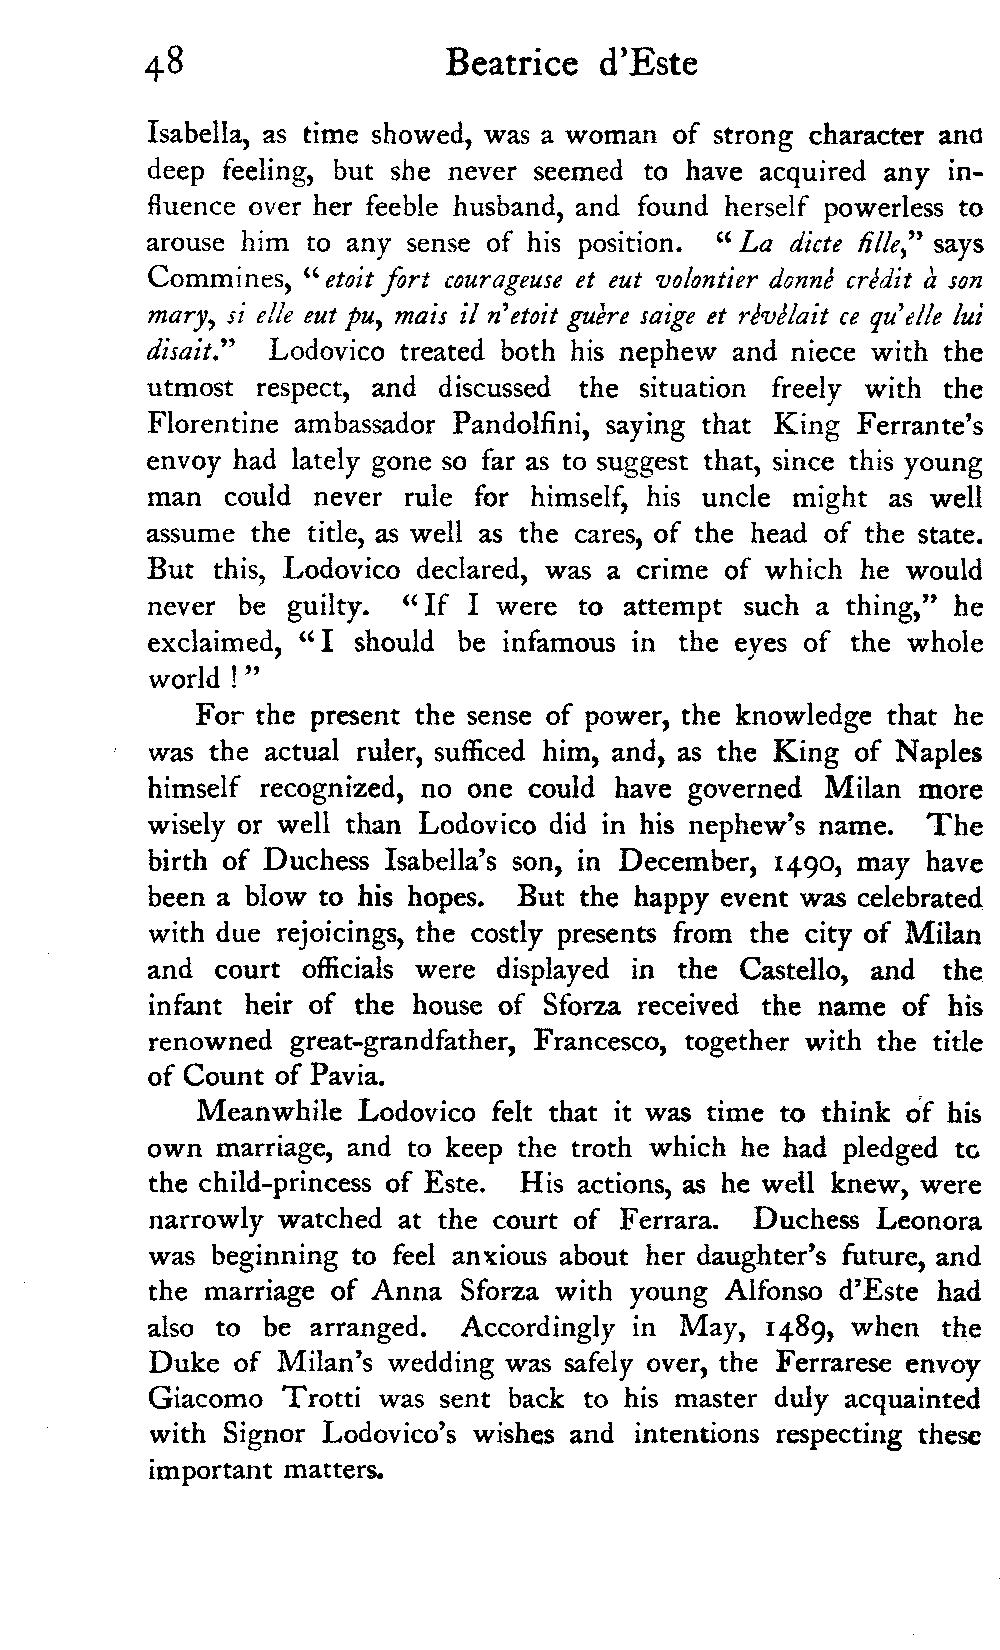 48 Beatrice d'Este
Isabella, as time showed, was a woman of strong character and
deep feeling, but she never seemed to have acquired any in-
fluence over her feeble husband, and found herself powerless to
arouse him to any sense of his position. "La dicte fille," says
Commines, "etoit fort courageuse et eut volontier donnè crèdit à son
mary, si elle eut pu, mais il n'etoit guère saige et rèvèlait ce qu'elle lui
disait." Lodovico treated both his nephew and niece with the
utmost respect, and discussed the situation freely with the
Florentine ambassador Pandolfini, saying that King Ferrante's
envoy had lately gone so far as to suggest that, since this young
man could never rule for himself, his uncle might as well
assume the title, as well as the cares, of the head of the state.
But this, Lodovico declared, was a crime of which he would
never be guilty. "If I were to attempt such a thing," he
exclaimed, "I should be infamous in the eyes of the whole
world!"
For the present the sense of power, the knowledge that he
was the actual ruler, sufficed him, and, as the King of Naples
himself recognized, no one could have governed Milan more
wisely or well than Lodovico did in his nephew's name. The
birth of Duchess Isabella's son, in December, 1490, may have
been a blow to his hopes. But the happy event was celebrated
with due rejoicings, the costly presents from the city of Milan
and court officials were displayed in the Castello, and the
infant heir of the house of Sforza received the name of his
renowned great-grandfather, Francesco, together with the title
of Count of Pavia.
Meanwhile Lodovico felt that it was time to think of his
own marriage, and to keep the troth which he had pledged to
the child-princess of Este. His actions, as he well knew, were
narrowly watched at the court of Ferrara. Duchess Leonora
was beginning to feel anxious about her daughter's future, and
the marriage of Anna Sforza with young Alfonso d'Este had
also to be arranged. Accordingly in May, 1489, when the
Duke of Milan's wedding was safely over, the Ferrarese envoy
Giacomo Trotti was sent back to his master duly acquainted
with Signor Lodovico's wishes and intentions respecting these
important matters.